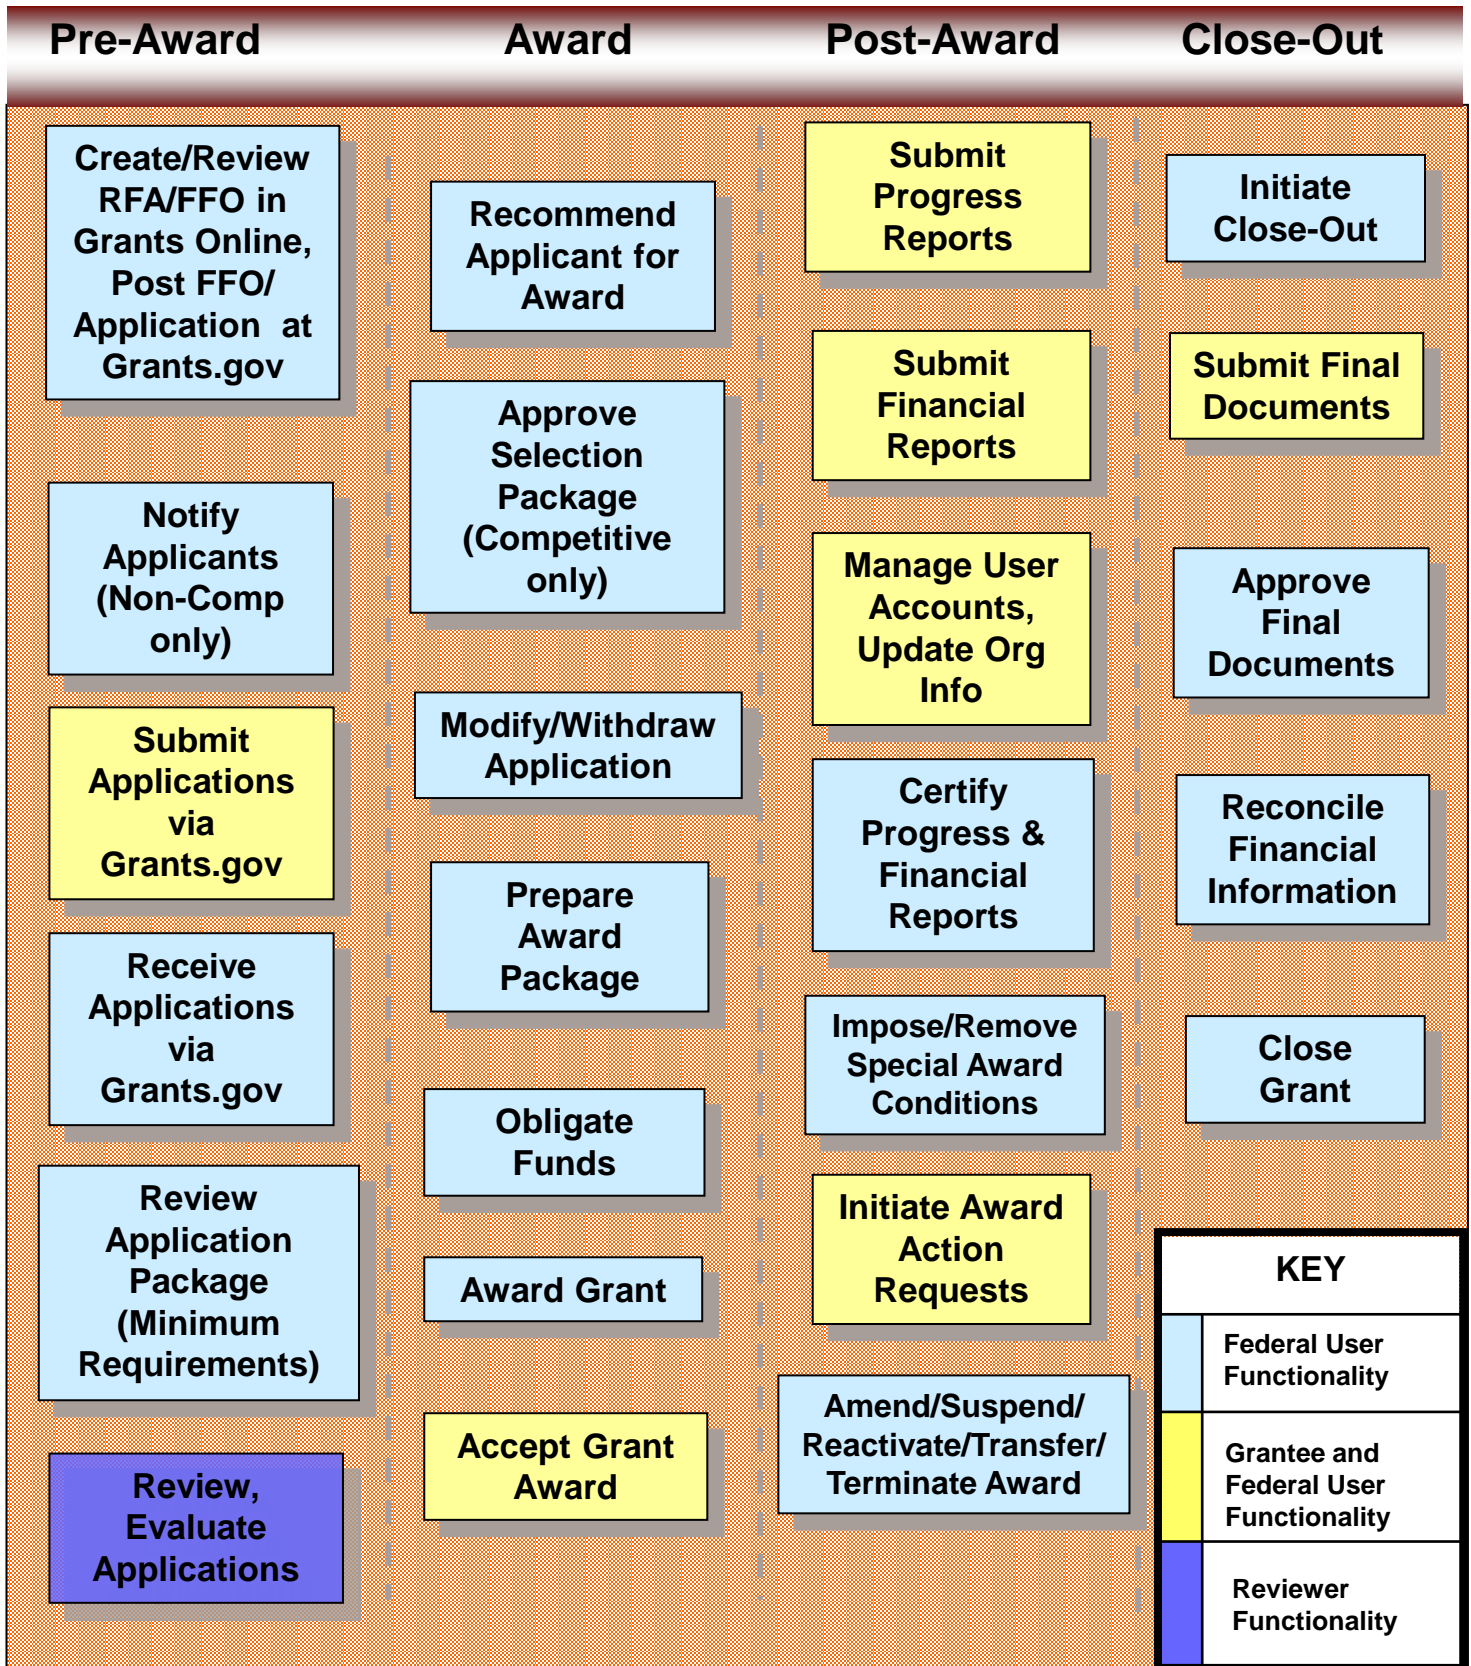 Pre-Award
Award
Post-Award
Close-Out
Create/Review
RFA/FFO in
Grants Online,
Post FFO/
Application at
Grants.gov
Notify
Applicants
(Non-Comp
only)
Submit
Applications
via
Grants.gov
Receive
Applications
via
Grants.gov
Review
Application
Package
(Minimum
Requirements)
Review,
Evaluate
Applications
Recommend
Applicant for
Award
Approve
Selection
Package
(Competitive
only)
Modify/Withdraw
Application
Prepare
Award
Package
Obligate
Funds
Award Grant
Accept Grant
Award
Submit
Progress
Reports
Submit
Financial
Reports
Manage User
Accounts,
Update Org
Info
Certify
Progress &
Financial
Reports
Impose/Remove
Special Award
Conditions
Initiate Award
Action
Requests
Amend/Suspend/
Reactivate/Transfer/
Terminate Award
Initiate
Close-Out
Submit Final
Documents
Approve
Final
Documents
Reconcile
Financial
Information
Close
Grant
KEY
Federal User
Functionality
Grantee and
Federal User
Functionality
Reviewer
Functionality